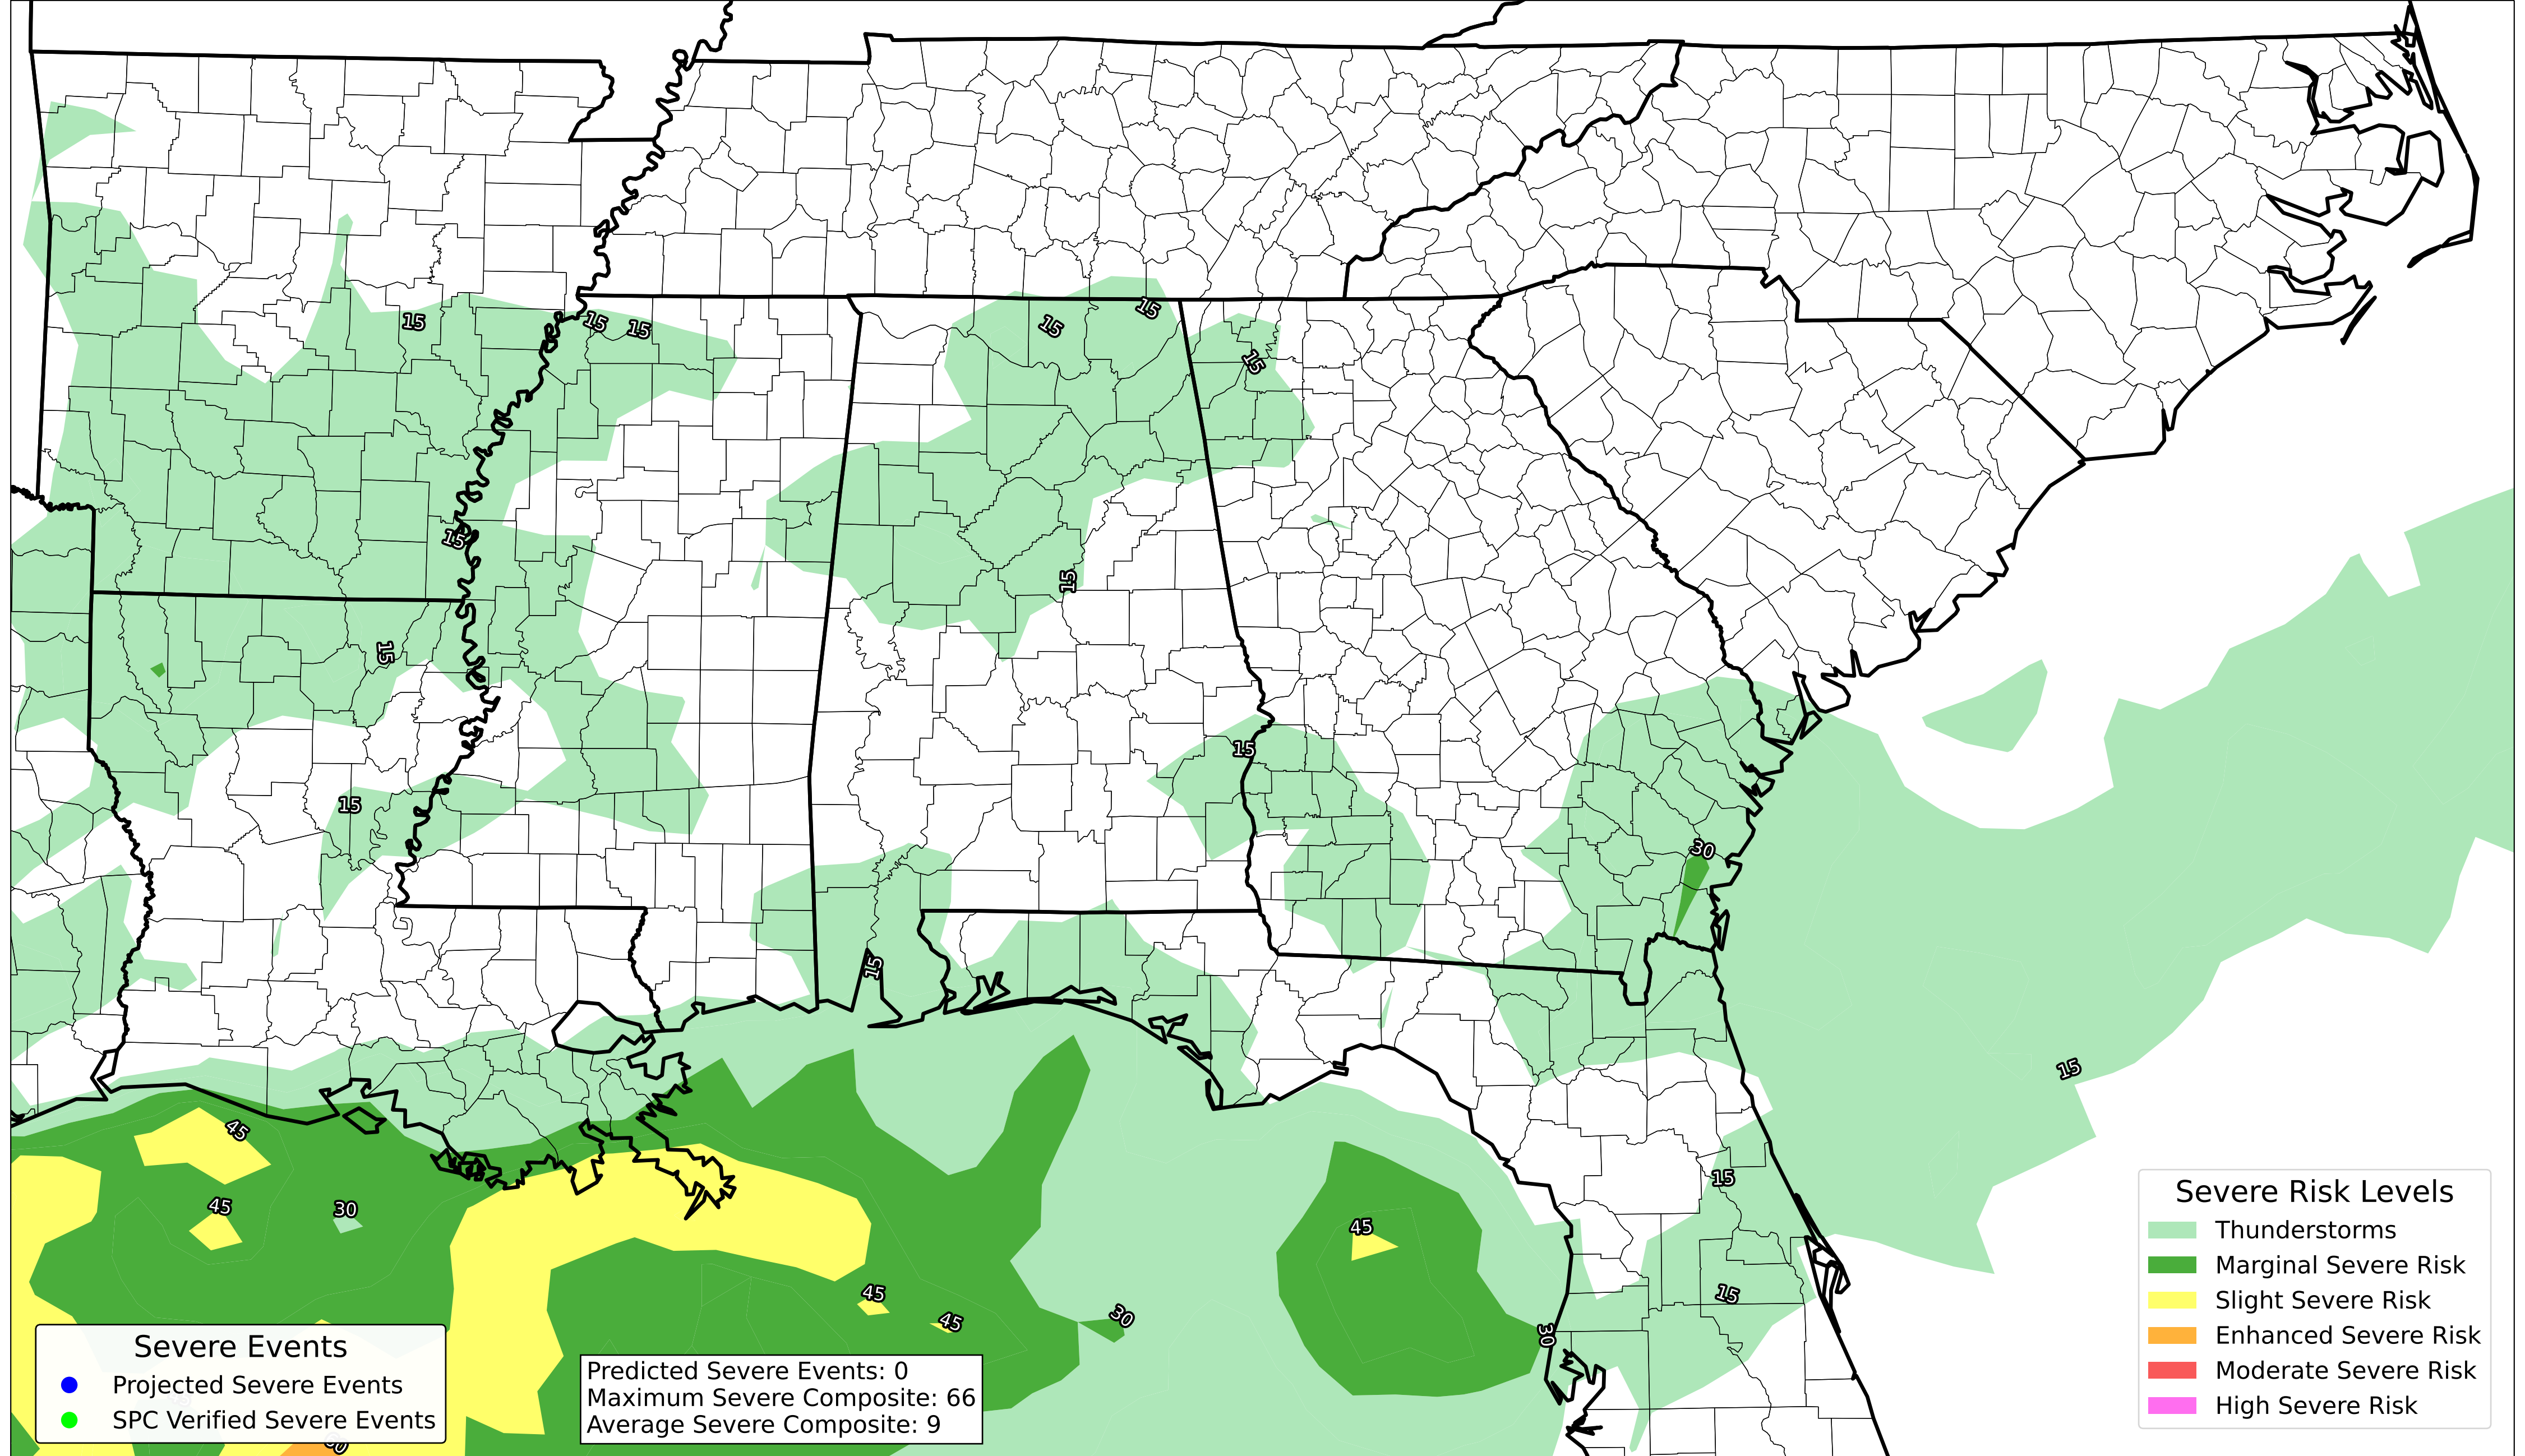 15
15
15
15
15
15
15
15
15
15
15
30
15
15
45
15
45
30
45
15
45
45
30
30
60
Severe Events
Projected Severe Events
SPC Verified Severe Events
Predicted Severe Events: 0
Maximum Severe Composite: 66
Average Severe Composite: 9
Severe Risk Levels
Thunderstorms
Marginal Severe Risk
Slight Severe Risk
Enhanced Severe Risk
Moderate Severe Risk
High Severe Risk